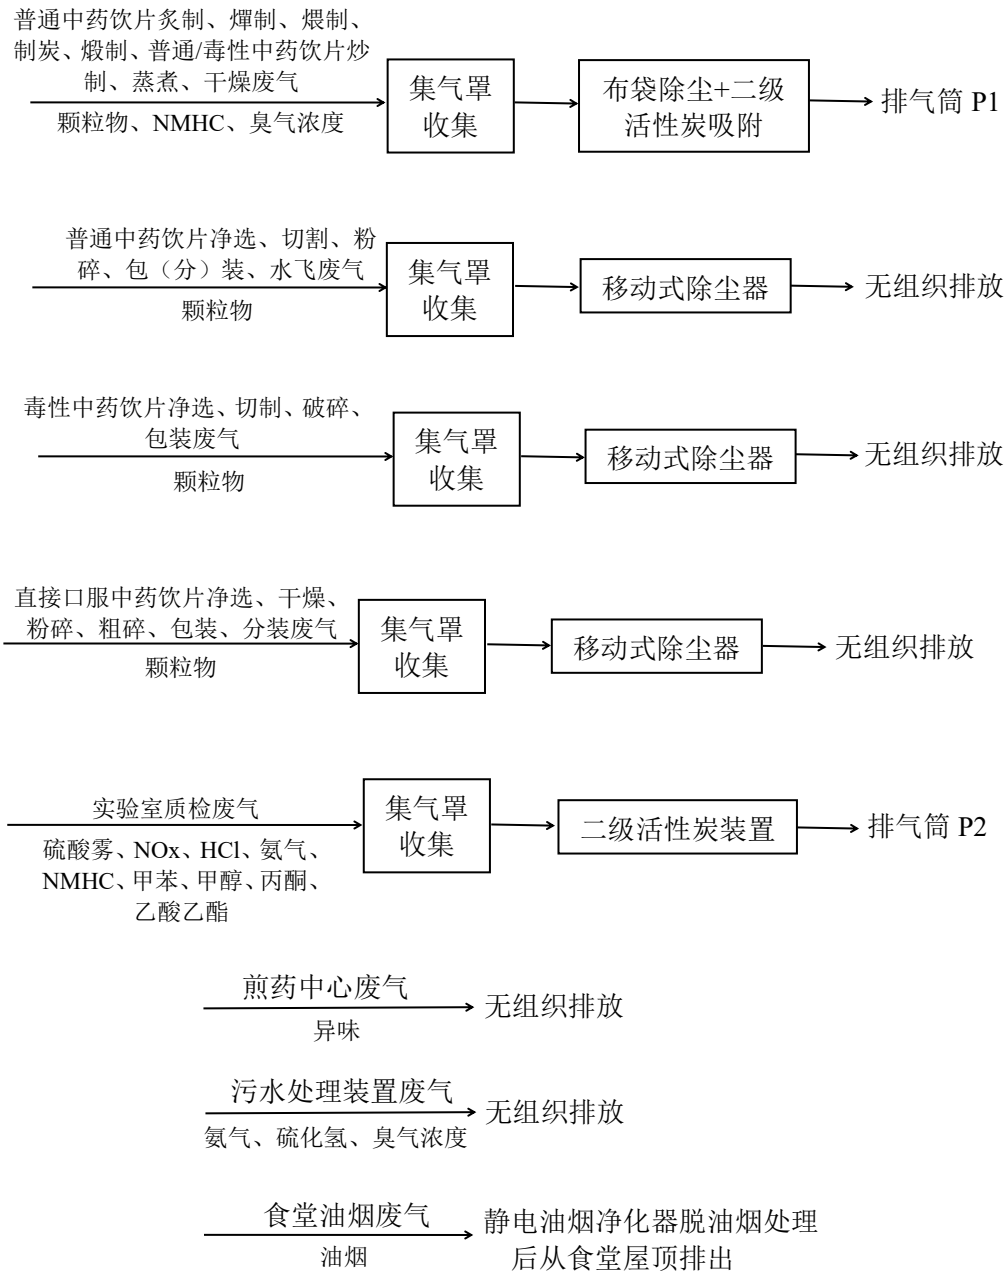 普通中药饮片炙制、燀制、煨制、
制炭、煅制、普通/毒性中药饮片炒
制、蒸煮、干燥废气
颗粒物、NMHC、臭气浓度
集气罩
收集
布袋除尘+二级
活性炭吸附
排气筒 P1
普通中药饮片净选、切割、粉
碎、包（分）装、水飞废气
颗粒物
集气罩
收集
移动式除尘器
无组织排放
毒性中药饮片净选、切制、破碎、
包装废气
颗粒物
集气罩
收集
移动式除尘器
无组织排放
直接口服中药饮片净选、干燥、
粉碎、粗碎、包装、分装废气
颗粒物
集气罩
收集
移动式除尘器
无组织排放
实验室质检废气
硫酸雾、NOx、HCl、氨气、
NMHC、甲苯、甲醇、丙酮、
乙酸乙酯
集气罩
收集
二级活性炭装置
排气筒 P2
煎药中心废气
异味
无组织排放
污水处理装置废气
氨气、硫化氢、臭气浓度
无组织排放
食堂油烟废气
油烟
静电油烟净化器脱油烟处理
后从食堂屋顶排出